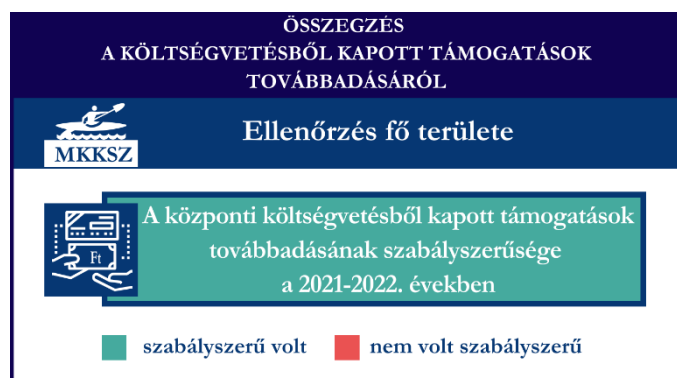 ÖSSZEGZÉS
A KÖLTSÉGVETÉSBŐL KAPOTT TÁMOGATÁSOK
TOVÁBBADÁSÁRÓL
MKKSZ
Ellenőrzés fő területe
Ft
A központi költségvetésből kapott támogatások
továbbadásának szabályszerűsége
a 2021-2022. években
szabályszerű volt
nem volt szabályszerű